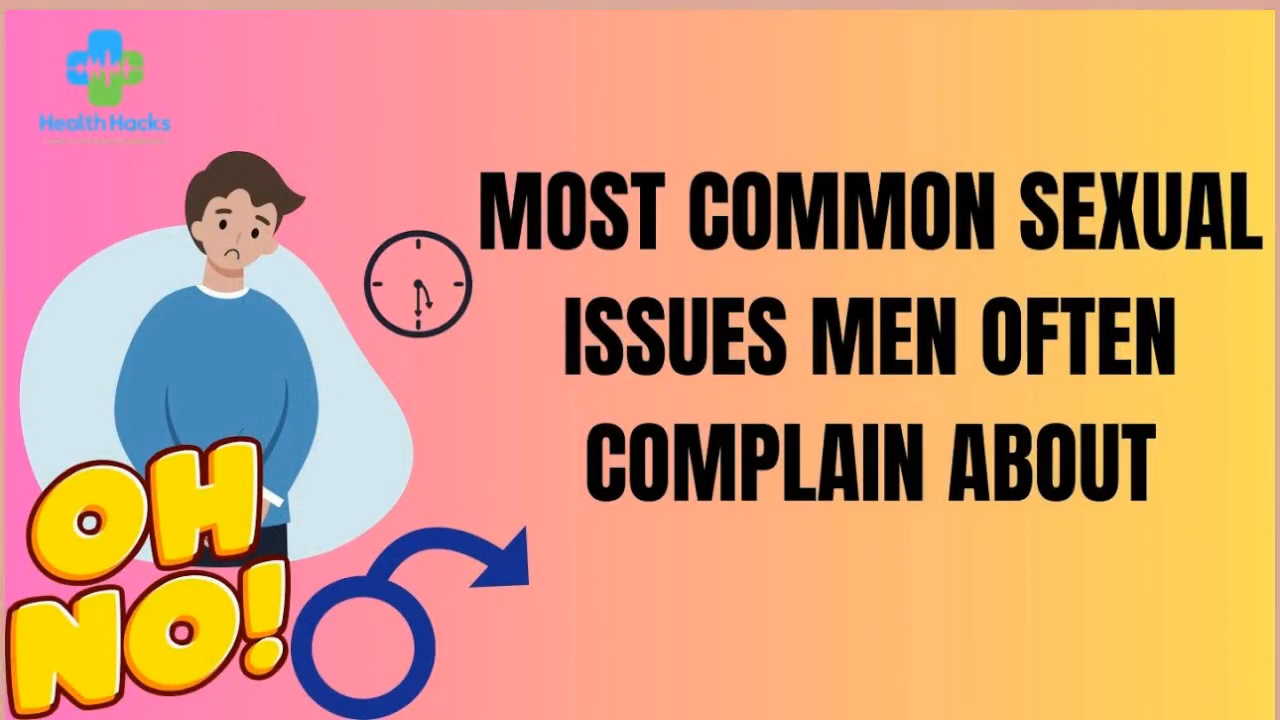 Health Hacks
MOST COMMON SEXUAL
ISSUES MEN OFTEN
COMPLAIN ABOUT
OH
NO!